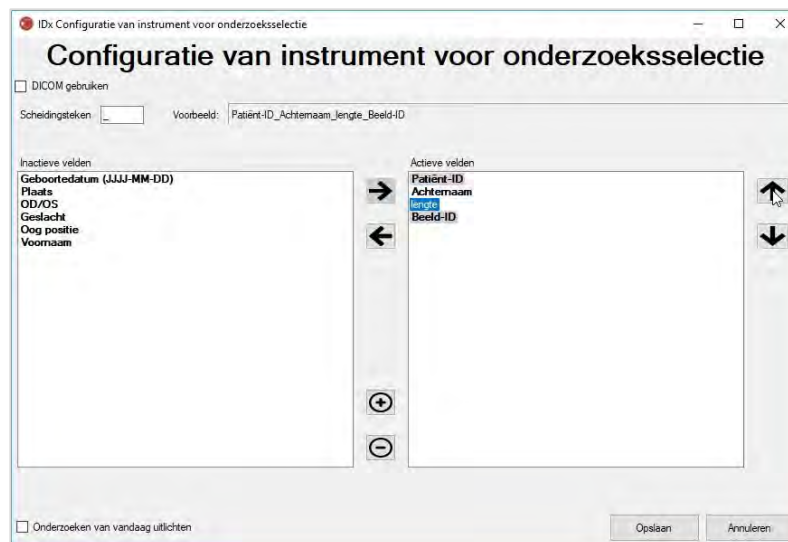 IDx Configuratie van instrument voor onderzoeksselectie
Configuratie van instrument voor onderzoeksselectie
DICOM gebruiken
Scheidingsteken _ Voorbeeld: Patiënt-ID_Achternaam_lengte_Beeld-ID
Inactieve velden
Geboortedatum (JJJJ-MM-DD)
Plaats
OD/OS
Geslacht
Oog positie
Voornaam
Actieve velden
Patiënt-ID
Achternaam
lengte
Beeld-ID
Onderzoeken van vandaag uitlichten
Opslaan Annuleren